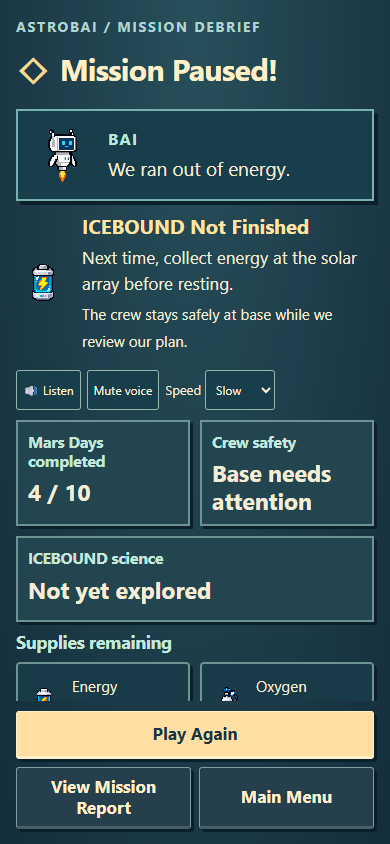 ASTROBAI / MISSION DEBRIEF
Mission Paused!
BAI
We ran out of energy.
ICEBOUND Not Finished
Next time, collect energy at the solar
array before resting.
The crew stays safely at base while we
review our plan.
Listen
Mute voice
Speed
Slow
Mars Days
completed
4 / 10
Crew safety
Base needs
attention
ICEBOUND science
Not yet explored
Supplies remaining
Energy
Oxygen
Play Again
View Mission
Report
Main Menu